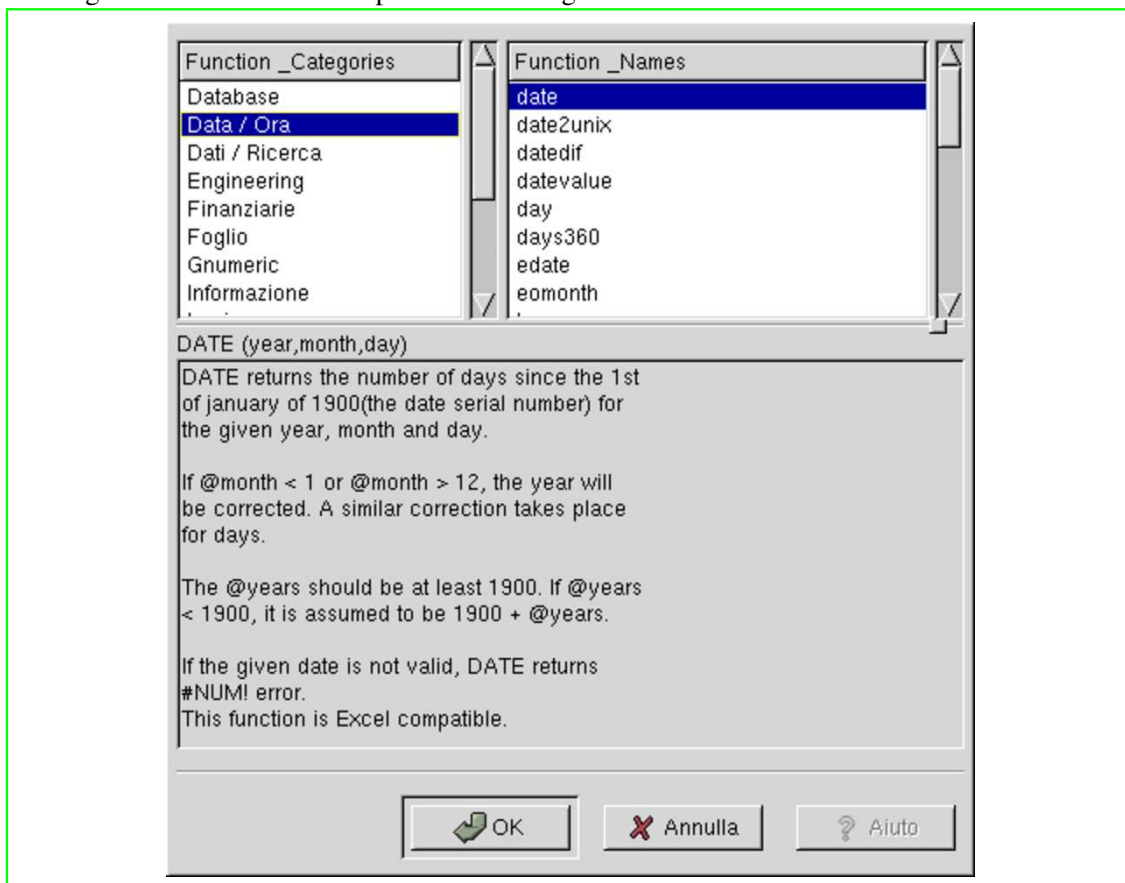 Function _Categories
Database
Data / Ora
Dati / Ricerca
Engineering
Finanziarie
Foglio
Gnumeric
Informazione
Function _Names
date
date2unix
datedif
datevalue
day
days360
edate
eomonth
DATE (year,month,day)
DATE returns the number of days since the 1st
of january of 1900(the date serial number) for
the given year, month and day.
If @month < 1 or @month > 12, the year will
be corrected. A similar correction takes place
for days.
The @years should be at least 1900. If @years
< 1900, it is assumed to be 1900 + @years.
If the given date is not valid, DATE returns
#NUM! error.
This function is Excel compatible.
OK
Annulla
Aiuto